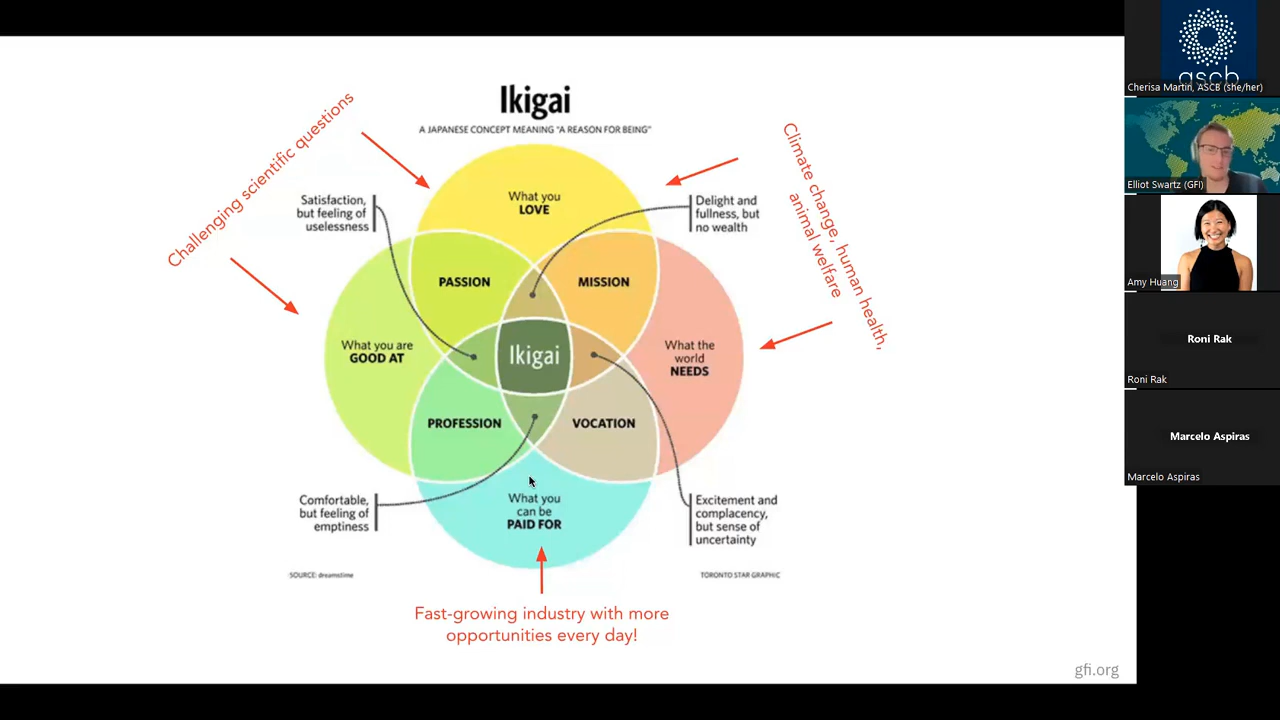 Ikigai
A JAPANESE CONCEPT MEANING "A REASON FOR BEING"
Challenging scientific questions
Climate change, human health,
animal welfare
Satisfaction,
but feeling of
uselessness
What you
LOVE
Delight and
fullness, but
no wealth
PASSION
MISSION
What you are
GOOD AT
Ikigai
What the
world
NEEDS
PROFESSION
VOCATION
Comfortable,
but feeling of
emptiness
What you
can be
PAID FOR
Excitement and
complacency,
but sense of
uncertainty
SOURCE: dreamstime
TORONTO STAR GRAPHIC
Fast-growing industry with more
opportunities every day!
gfi.org
ascb
Cherisa Martin, ASCB (she/her)
Elliot Swartz (GFI)
Amy Huang
Roni Rak
Roni Rak
Marcelo Aspiras
Marcelo Aspiras